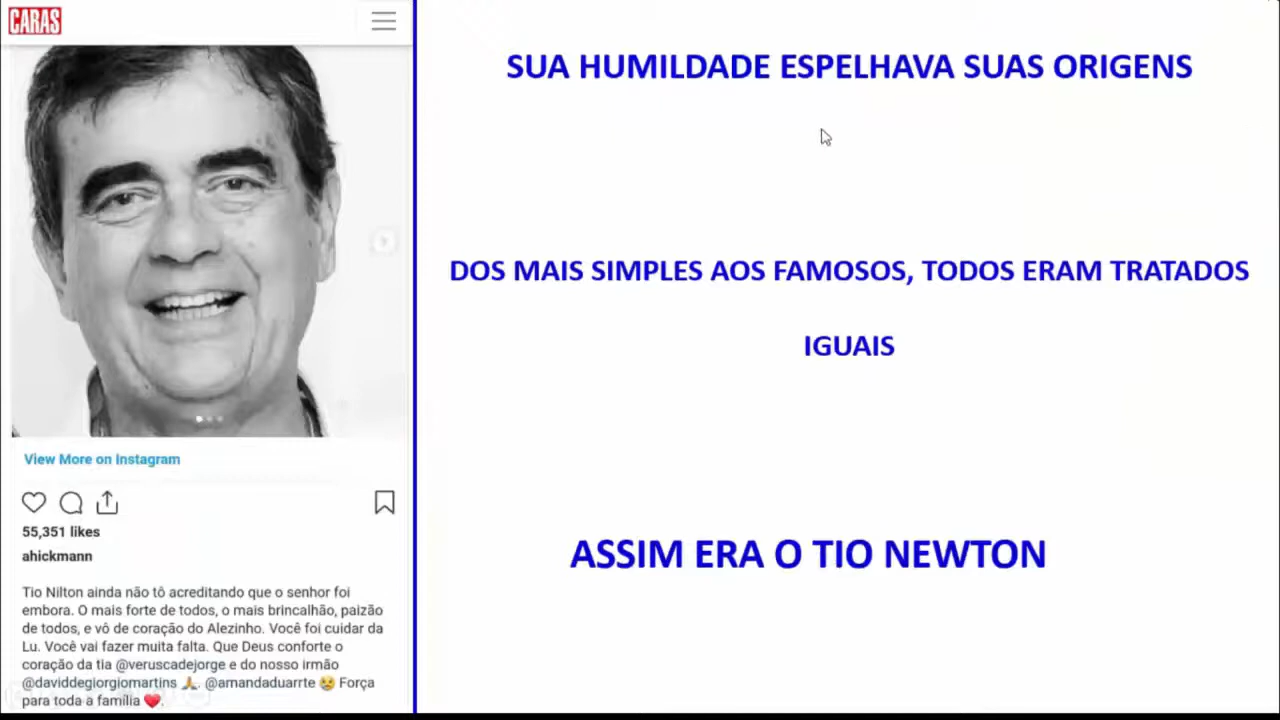 CARAS
SUA HUMILDADE ESPELHAVA SUAS ORIGENS
DOS MAIS SIMPLES AOS FAMOSOS, TODOS ERAM TRATADOS
IGUAIS
ASSIM ERA O TIO NEWTON
View More on Instagram
55,351 likes
ahickmann
Tio Nilton ainda não tô acreditando que o senhor foi
embora. O mais forte de todos, o mais brincalhão, paizão
de todos, e vô de coração do Alezinho. Você foi cuidar da
Lu. Você vai fazer muita falta. Que Deus conforte o
coração da tia @veruscadejorge e do nosso irmão
@daviddegiorgiomartins 🙏. @amandaduarrte 😢 Força
para toda a família ❤️.